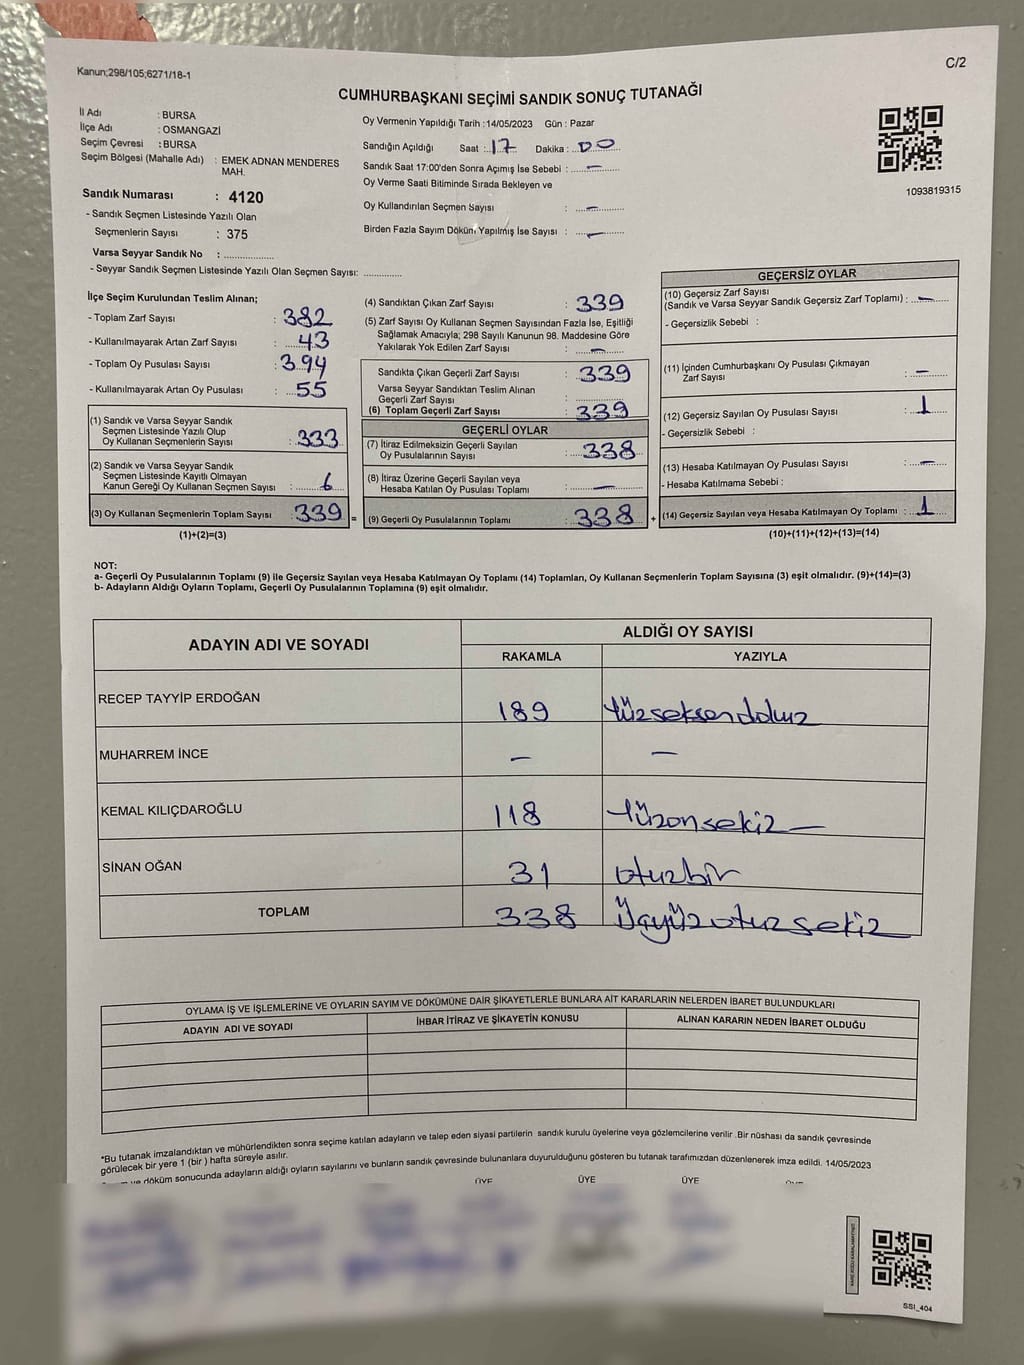 Kanun;298/105;6271/18-1
C/2
CUMHURBAŞKANI SEÇİMİ SANDIK SONUÇ TUTANAĞI
İl Adı : BURSA
İlçe Adı : OSMANGAZİ
Seçim Çevresi : BURSA
Seçim Bölgesi (Mahalle Adı) : EMEK ADNAN MENDERES
MAH.
Sandık Numarası : 4120
- Sandık Seçmen Listesinde Yazılı Olan
Seçmenlerin Sayısı : 375
Varsa Seyyar Sandık No : ................
- Seyyar Sandık Seçmen Listesinde Yazılı Olan Seçmen Sayısı: ............
Oy Vermenin Yapıldığı Tarih :14/05/2023 Gün : Pazar
Sandığın Açıldığı Saat : 17 Dakika : 00
Sandık Saat 17:00'den Sonra Açımış İse Sebebi : —
Oy Verme Saati Bitiminde Sırada Bekleyen ve
Oy Kullandırılan Seçmen Sayısı : —
Birden Fazla Sayım Dökünı Yapılmış İse Sayısı : —
1093819315
İlçe Seçim Kurulundan Teslim Alınan;
- Toplam Zarf Sayısı : 382
- Kullanılmayarak Artan Zarf Sayısı : 43
- Toplam Oy Pusulası Sayısı : 394
- Kullanılmayarak Artan Oy Pusulası : 55
(1) Sandık ve Varsa Seyyar Sandık
Seçmen Listesinde Yazılı Olup
Oy Kullanan Seçmenlerin Sayısı : 333
(2) Sandık ve Varsa Seyyar Sandık
Seçmen Listesinde Kayıtlı Olmayan
Kanun Gereği Oy Kullanan Seçmen Sayısı : 6
(3) Oy Kullanan Seçmenlerin Toplam Sayısı : 339 =
(1)+(2)=(3)
(4) Sandıktan Çıkan Zarf Sayısı : 339
(5) Zarf Sayısı Oy Kullanan Seçmen Sayısından Fazla İse, Eşitliği
Sağlamak Amacıyla; 298 Sayılı Kanunun 98. Maddesine Göre
Yakılarak Yok Edilen Zarf Sayısı : —
Sandıkta Çıkan Geçerli Zarf Sayısı : 339
Varsa Seyyar Sandıktan Teslim Alınan
Geçerli Zarf Sayısı : ............
(6) Toplam Geçerli Zarf Sayısı : 339
GEÇERLİ OYLAR
(7) İtiraz Edilmeksizin Geçerli Sayılan
Oy Pusulalarının Sayısı : 338
(8) İtiraz Üzerine Geçerli Sayılan veya
Hesaba Katılan Oy Pusulası Toplamı : —
(9) Geçerli Oy Pusulalarının Toplamı : 338 +
GEÇERSİZ OYLAR
(10) Geçersiz Zarf Sayısı
(Sandık ve Varsa Seyyar Sandık Geçersiz Zarf Toplamı) : —
- Geçersizlik Sebebi :
(11) İçinden Cumhurbaşkanı Oy Pusulası Çıkmayan
Zarf Sayısı : —
(12) Geçersiz Sayılan Oy Pusulası Sayısı : 1
- Geçersizlik Sebebi :
(13) Hesaba Katılmayan Oy Pusulası Sayısı : —
- Hesaba Katılmama Sebebi :
(14) Geçersiz Sayılan veya Hesaba Katılmayan Oy Toplamı : 1
(10)+(11)+(12)+(13)=(14)
NOT:
a- Geçerli Oy Pusulalarının Toplamı (9) ile Geçersiz Sayılan veya Hesaba Katılmayan Oy Toplamı (14) Toplamları, Oy Kullanan Seçmenlerin Toplam Sayısına (3) eşit olmalıdır. (9)+(14)=(3)
b- Adayların Aldığı Oyların Toplamı, Geçerli Oy Pusulalarının Toplamına (9) eşit olmalıdır.
ADAYIN ADI VE SOYADI
ALDIĞI OY SAYISI
RAKAMLA YAZIYLA
RECEP TAYYİP ERDOĞAN 189 Yüzseksendokuz
MUHARREM İNCE — —
KEMAL KILIÇDAROĞLU 118 Yüzonsekiz —
SİNAN OĞAN 31 otuzbir
TOPLAM 338 Üçyüzotuzsekiz
OYLAMA İŞ VE İŞLEMLERİNE VE OYLARIN SAYIM VE DÖKÜMÜNE DAİR ŞİKAYETLERLE BUNLARA AİT KARARLARIN NELERDEN İBARET BULUNDUKLARI
ADAYIN ADI VE SOYADI İHBAR İTİRAZ VE ŞİKAYETİN KONUSU ALINAN KARARIN NEDEN İBARET OLDUĞU
*Bu tutanak imzalandıktan ve mühürlendikten sonra seçime katılan adayların ve talep eden siyasi partilerin sandık kurulu üyelerine veya gözlemcilerine verilir .Bir nüshası da sandık çevresinde
görülecek bir yere 1 (bir ) hafta süreyle asılır.
ve döküm sonucunda adayların aldığı oyların sayılarını ve bunların sandık çevresinde bulunanlara duyurulduğunu gösteren bu tutanak tarafımızdan düzenlenerek imza edildi. 14/05/2023
ÜYE ÜYE ÜYE ÜYE
SSI_404